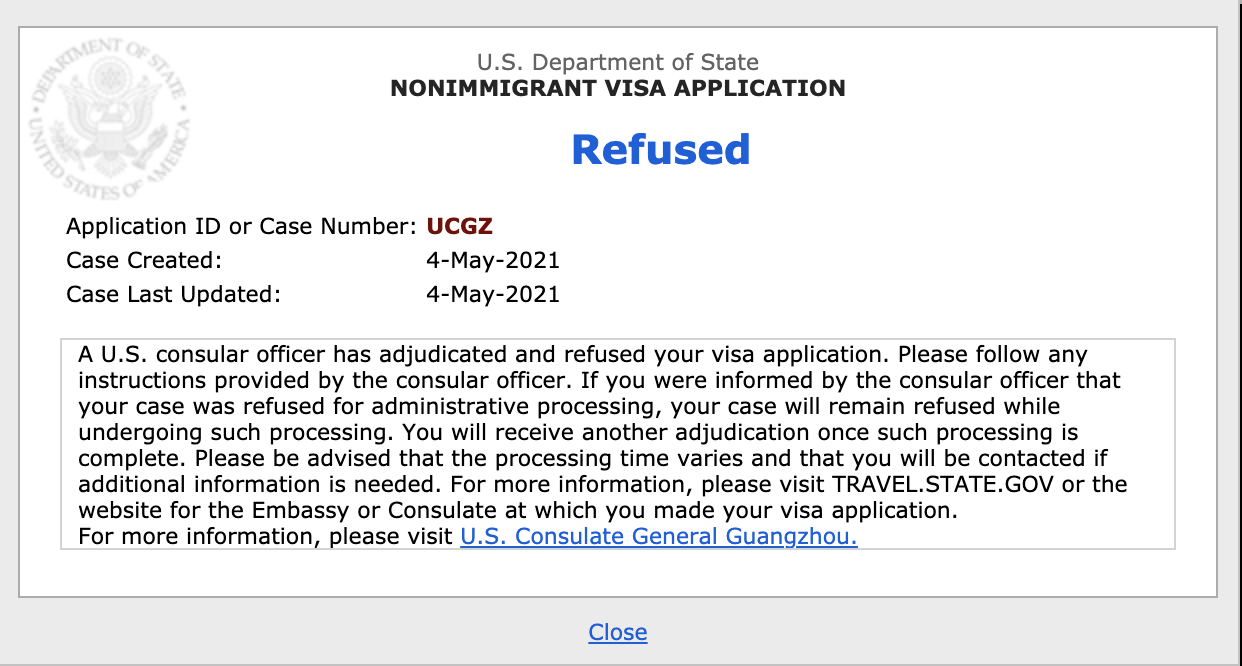 DEPARTMENT OF STATE
UNITED STATES OF AMERICA
U.S. Department of State
NONIMMIGRANT VISA APPLICATION
Refused
Application ID or Case Number: UCGZ
Case Created: 4-May-2021
Case Last Updated: 4-May-2021
A U.S. consular officer has adjudicated and refused your visa application. Please follow any
instructions provided by the consular officer. If you were informed by the consular officer that
your case was refused for administrative processing, your case will remain refused while
undergoing such processing. You will receive another adjudication once such processing is
complete. Please be advised that the processing time varies and that you will be contacted if
additional information is needed. For more information, please visit TRAVEL.STATE.GOV or the
website for the Embassy or Consulate at which you made your visa application.
For more information, please visit U.S. Consulate General Guangzhou.
Close